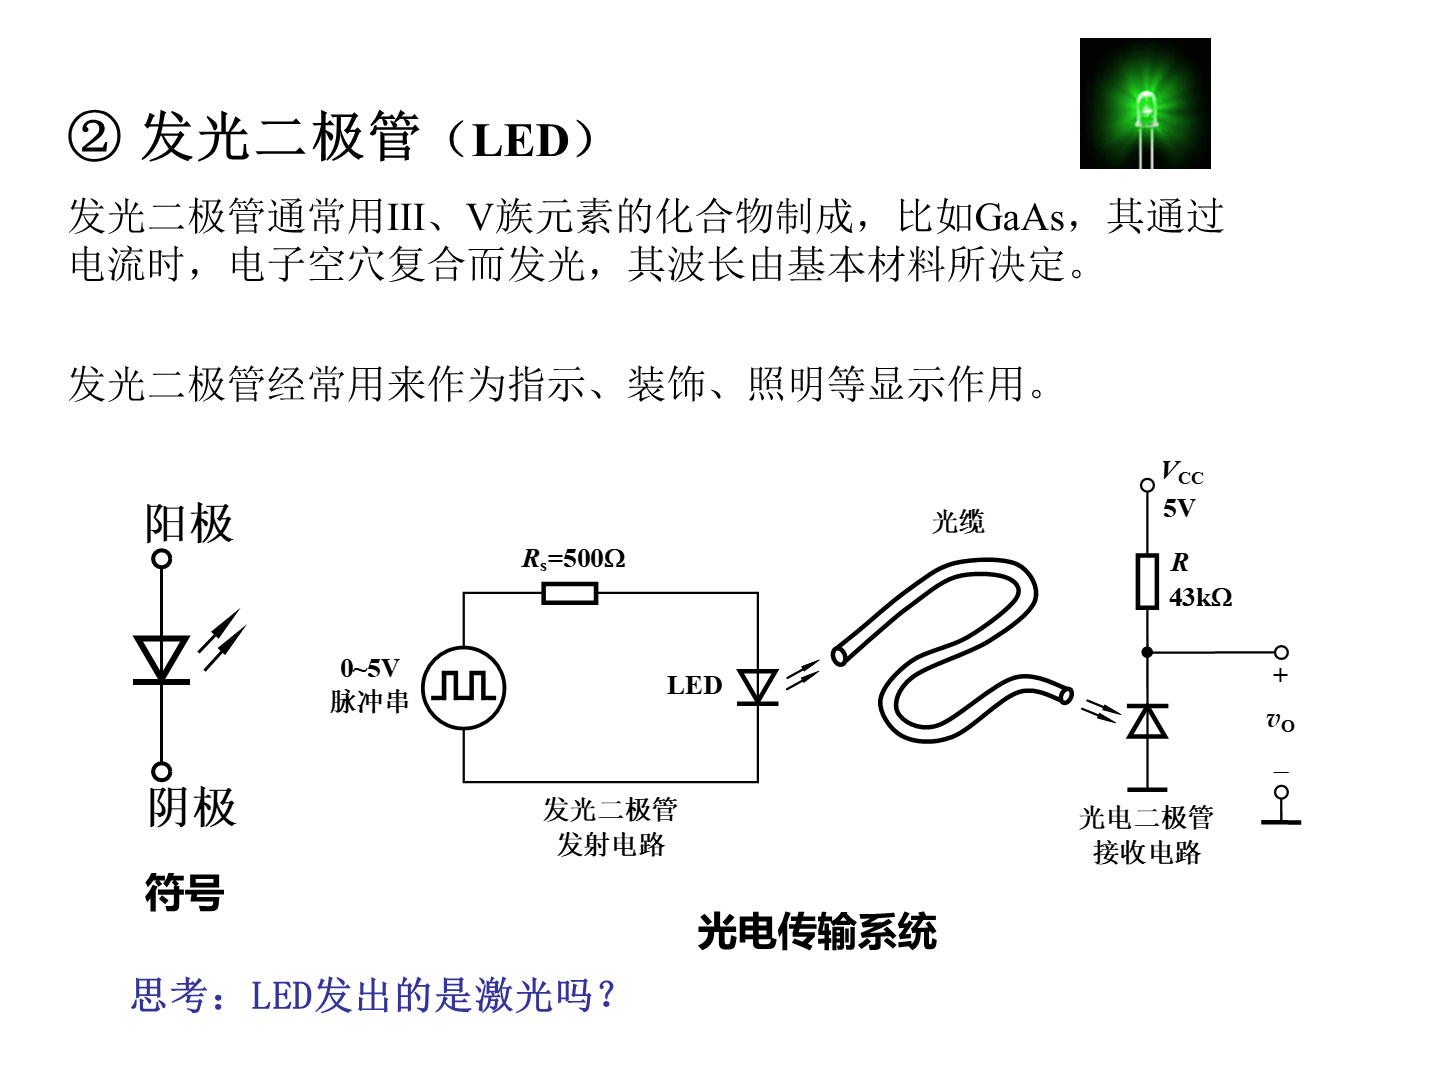 ② 发光二极管（LED）
发光二极管通常用III、V族元素的化合物制成，比如GaAs，其通过
电流时，电子空穴复合而发光，其波长由基本材料所决定。
发光二极管经常用来作为指示、装饰、照明等显示作用。
阳极
阴极
符号
Rs=500Ω
0~5V
脉冲串
LED
发光二极管
发射电路
光缆
VCC
5V
R
43kΩ
+
vO
–
光电二极管
接收电路
光电传输系统
思考：LED发出的是激光吗？